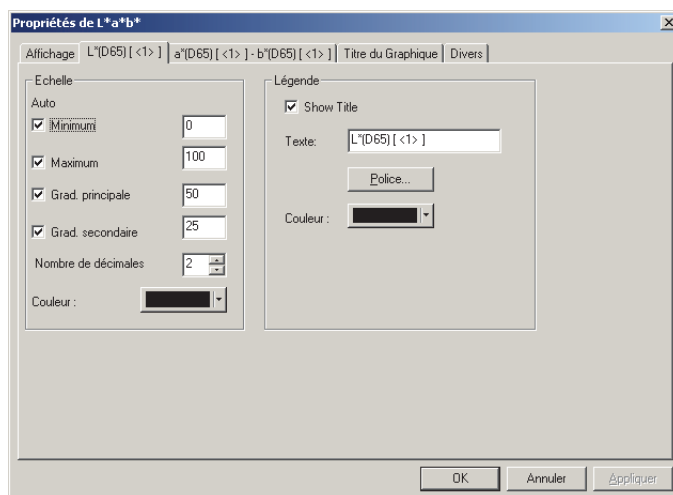 Propriétés de L*a*b*
Affichage L*(D65) [ <1> ] a*(D65) [ <1> ] - b*(D65) [ <1> ] Titre du Graphique Divers
Echelle
Auto
Minimum 0
Maximum 100
Grad. principale 50
Grad. secondaire 25
Nombre de décimales 2
Couleur :
Légende
Show Title
Texte: L*(D65) [ <1> ]
Police...
Couleur :
OK Annuler Appliquer